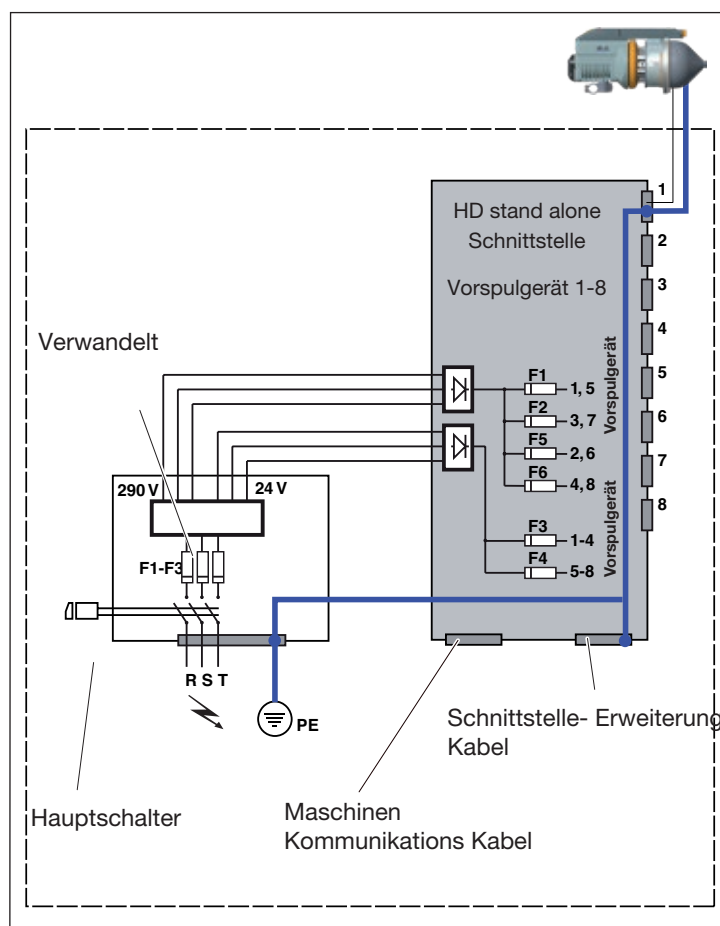 1
HD stand alone
Schnittstelle
Vorspulgerät 1-8
2
3
4
5
6
7
8
Verwandelt
F1
1, 5
F2
3, 7
F5
2, 6
F6
4, 8
Vorspulgerät
F3
1-4
F4
5-8
Vorspulgerät
290 V
24 V
F1-F3
R S T
PE
Schnittstelle- Erweiterung
Kabel
Hauptschalter
Maschinen
Kommunikations Kabel